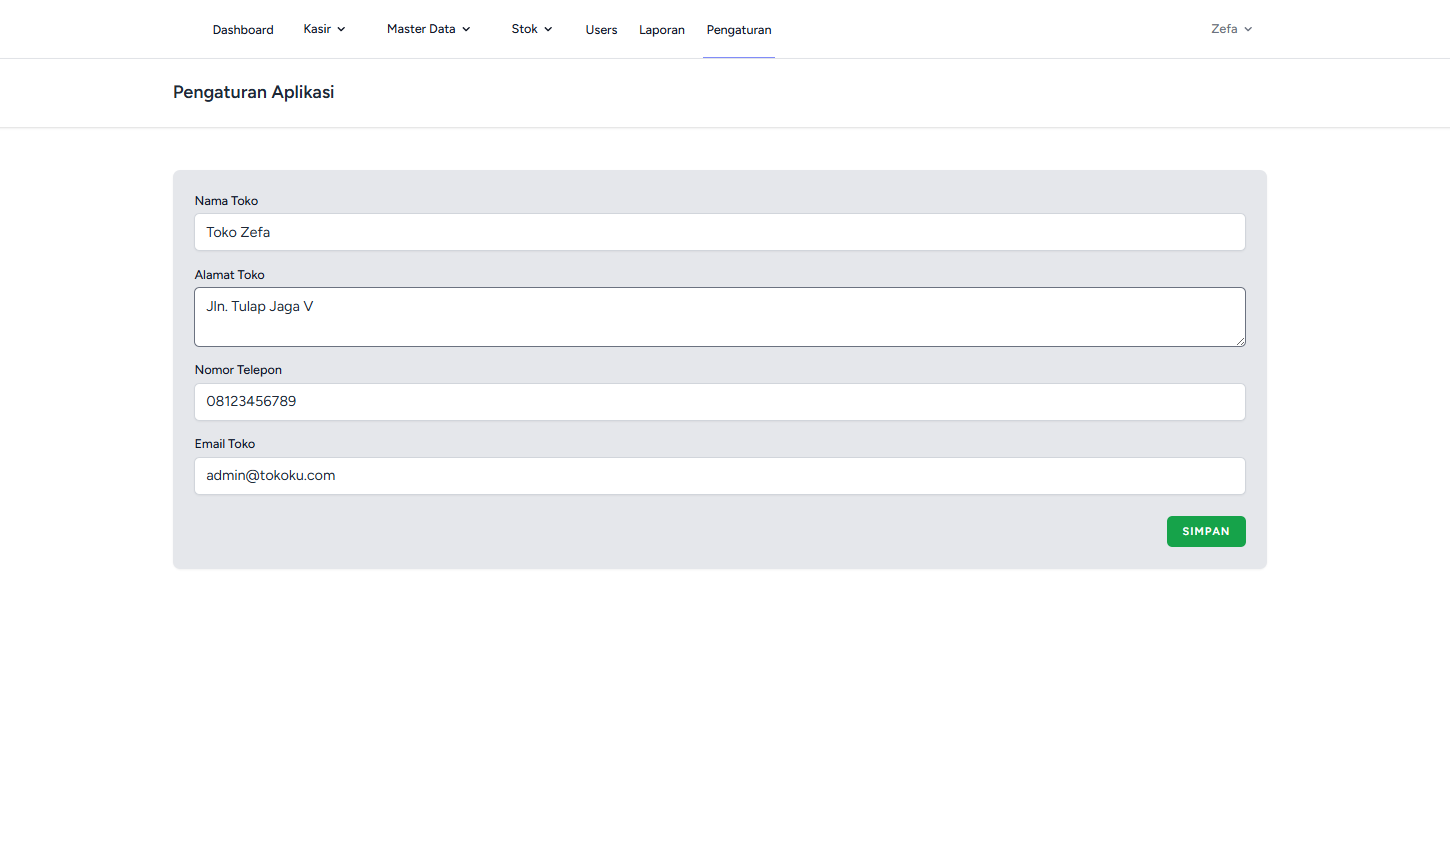 Dashboard Kasir Master Data Stok Users Laporan Pengaturan Zefa
Pengaturan Aplikasi
Nama Toko
Toko Zefa
Alamat Toko
Jln. Tulap Jaga V
Nomor Telepon
08123456789
Email Toko
admin@tokoku.com
SIMPAN